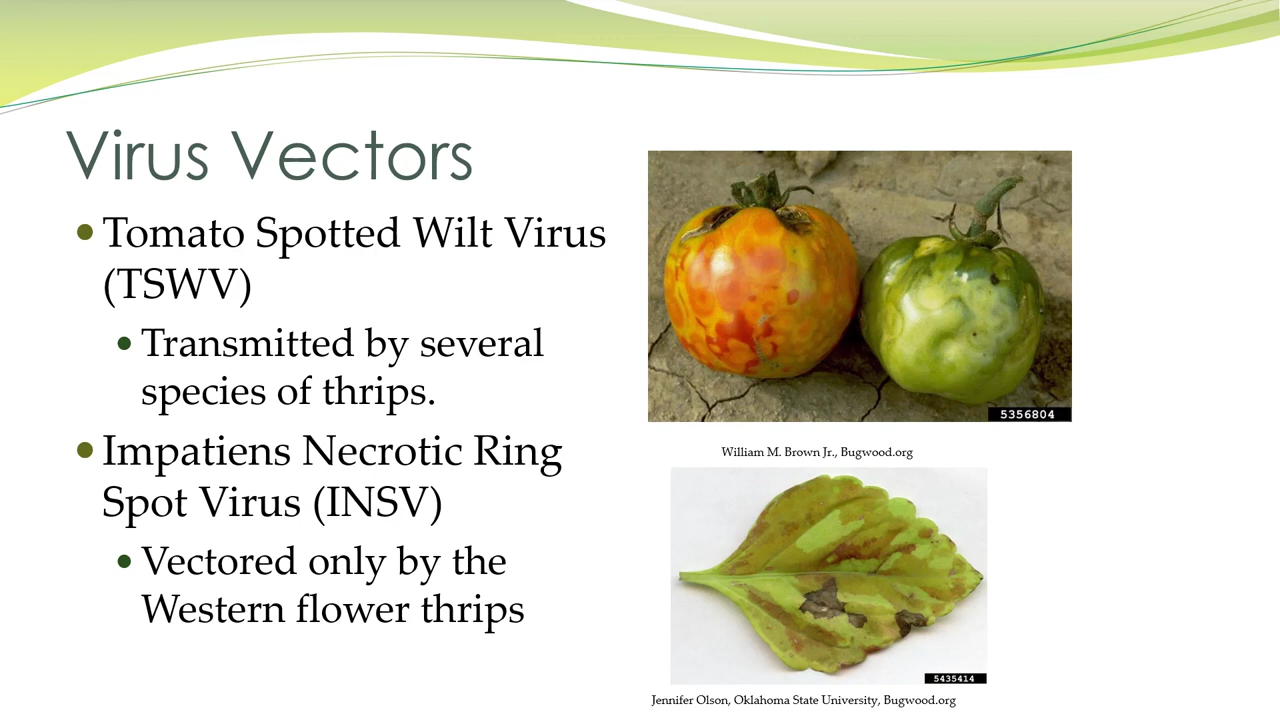 Virus Vectors
• Tomato Spotted Wilt Virus
(TSWV)
• Transmitted by several
species of thrips.
• Impatiens Necrotic Ring
Spot Virus (INSV)
• Vectored only by the
Western flower thrips
5356804
William M. Brown Jr., Bugwood.org
5435414
Jennifer Olson, Oklahoma State University, Bugwood.org